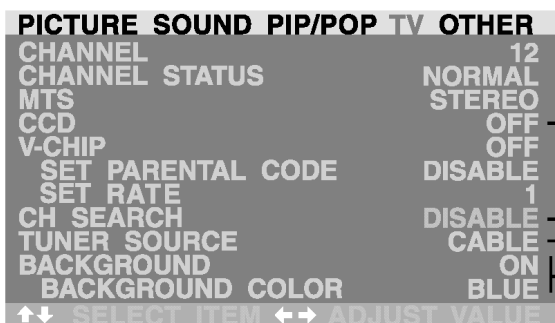 PICTURE SOUND PIP/POP TV OTHER
CHANNEL 12
CHANNEL STATUS NORMAL
MTS STEREO
CCD OFF
V-CHIP OFF
SET PARENTAL CODE DISABLE
SET RATE 1
CH SEARCH DISABLE
TUNER SOURCE CABLE
BACKGROUND ON
BACKGROUND COLOR BLUE
SELECT ITEM ADJUST VALUE